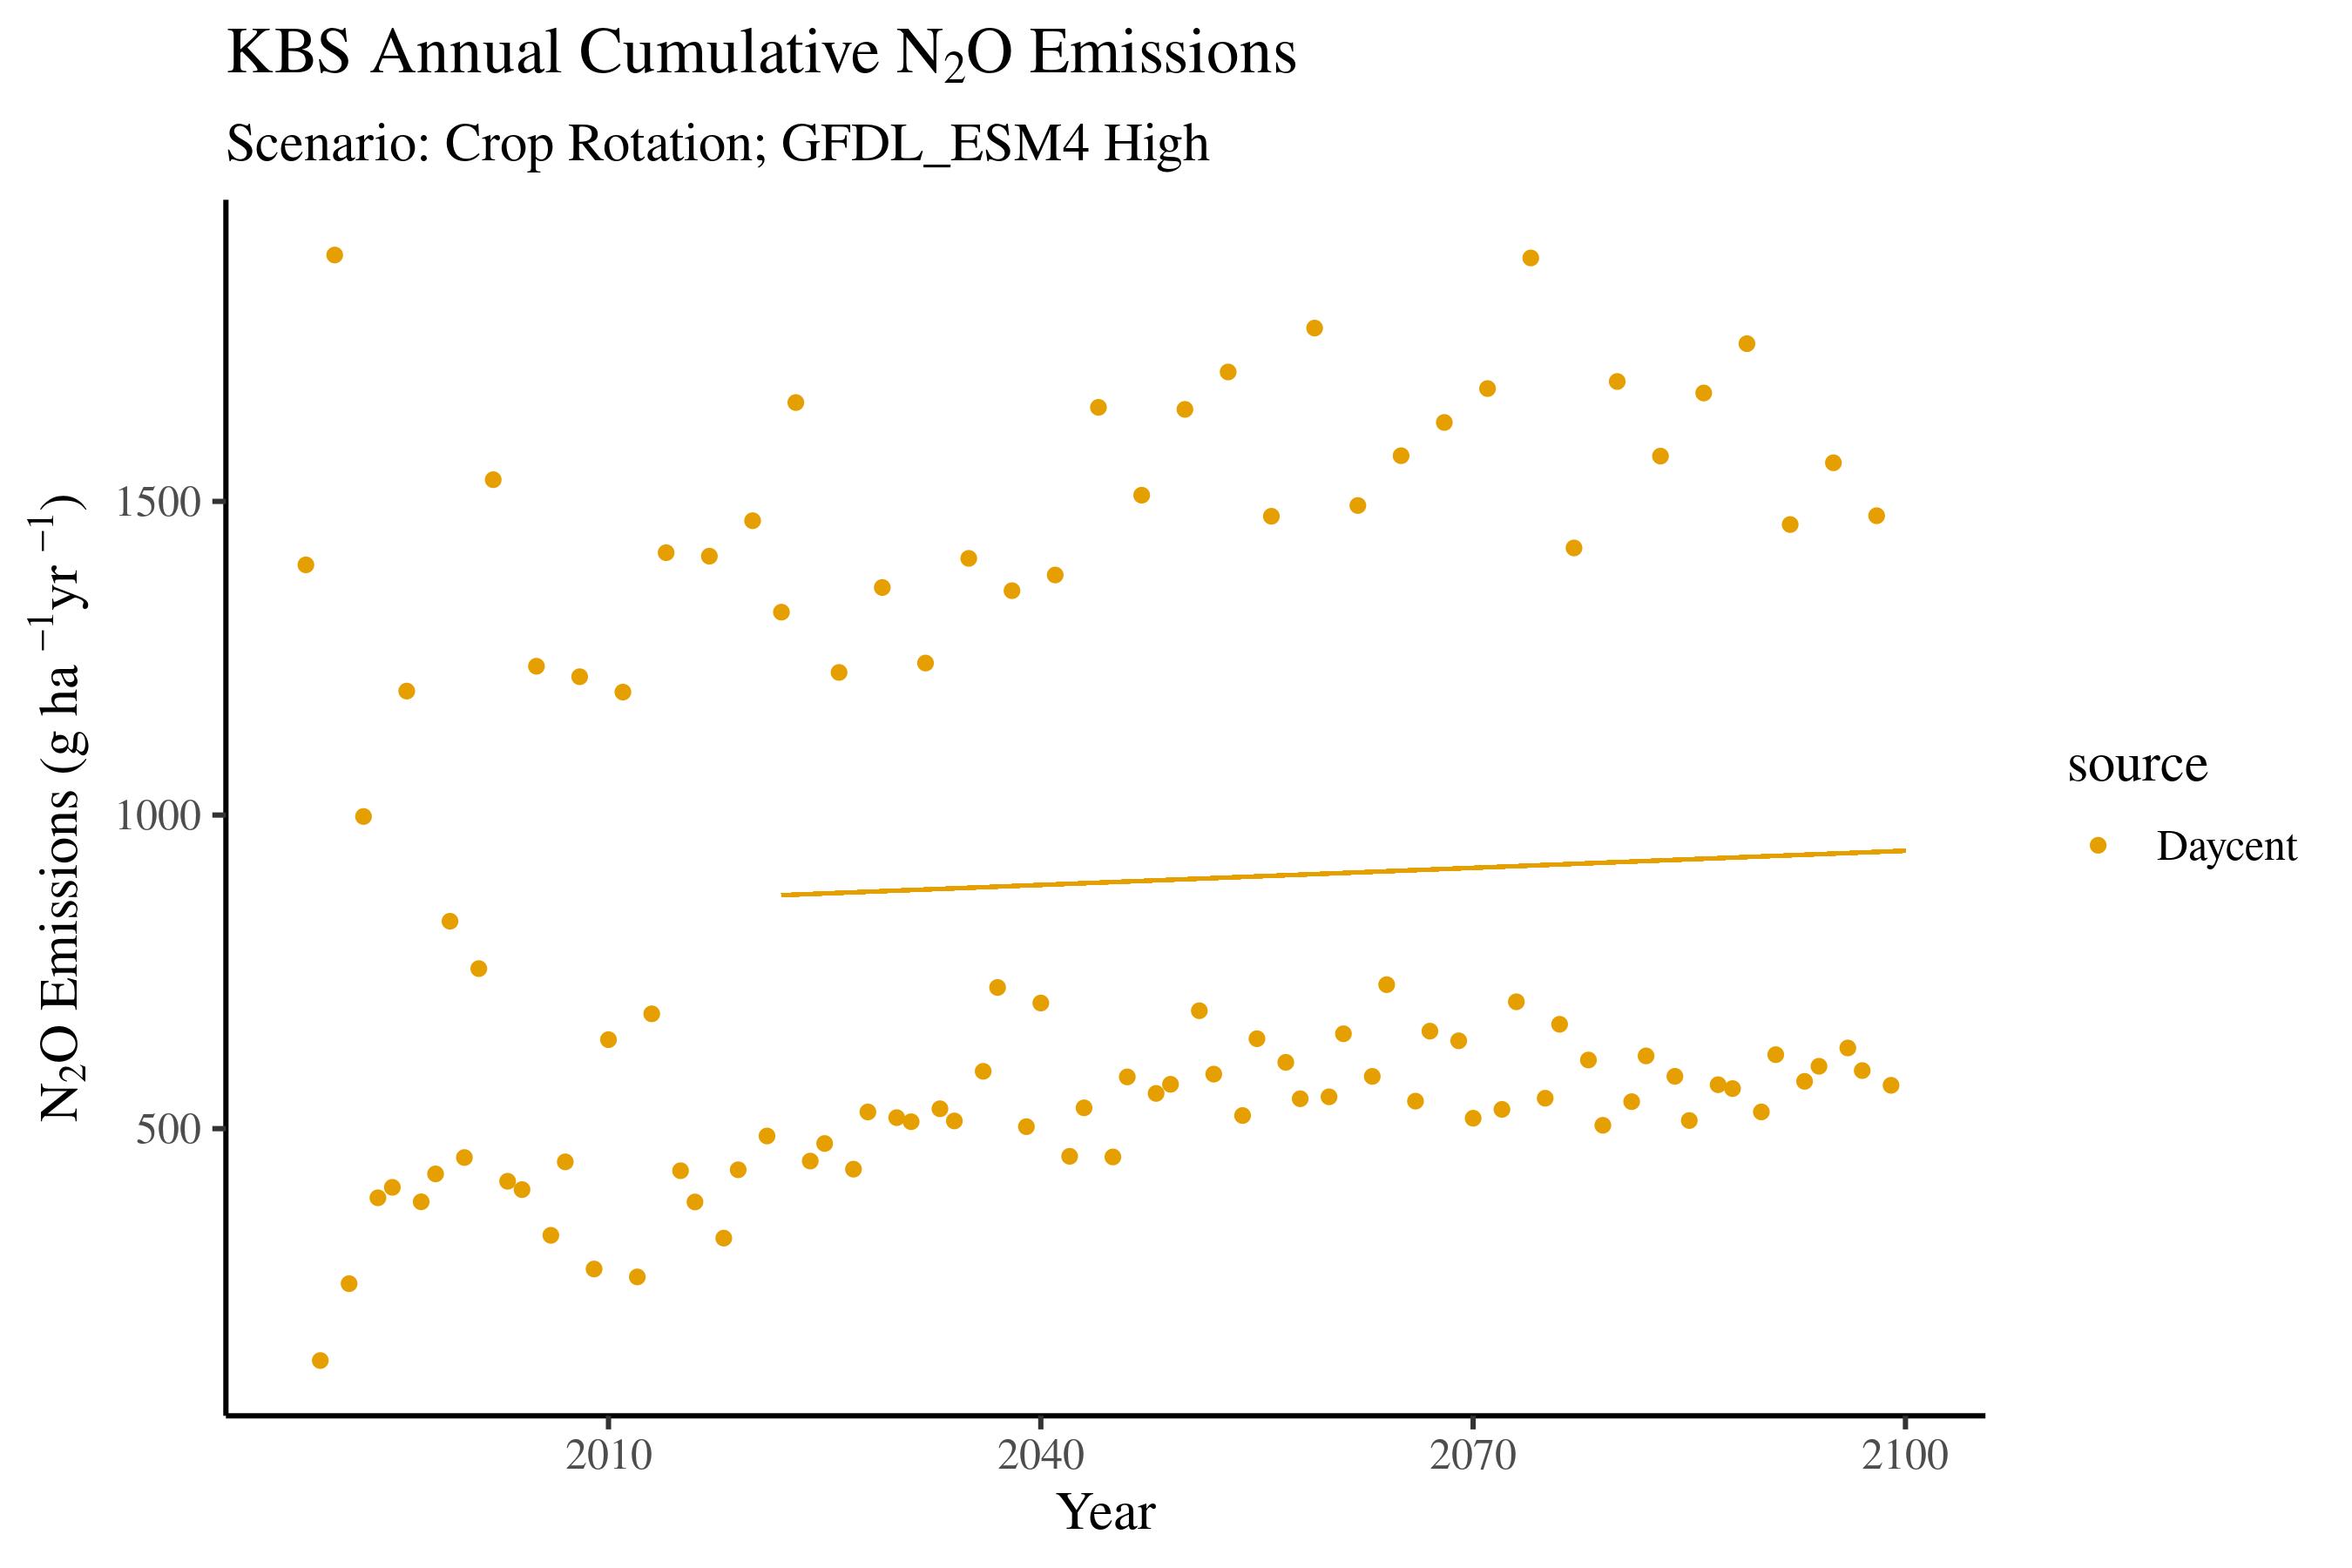 KBS Annual Cumulative N₂O Emissions
Scenario: Crop Rotation; GFDL_ESM4 High
N₂O Emissions (g ha⁻¹yr⁻¹)
1500
1000
500
2010 2040 2070 2100
Year
source
Daycent